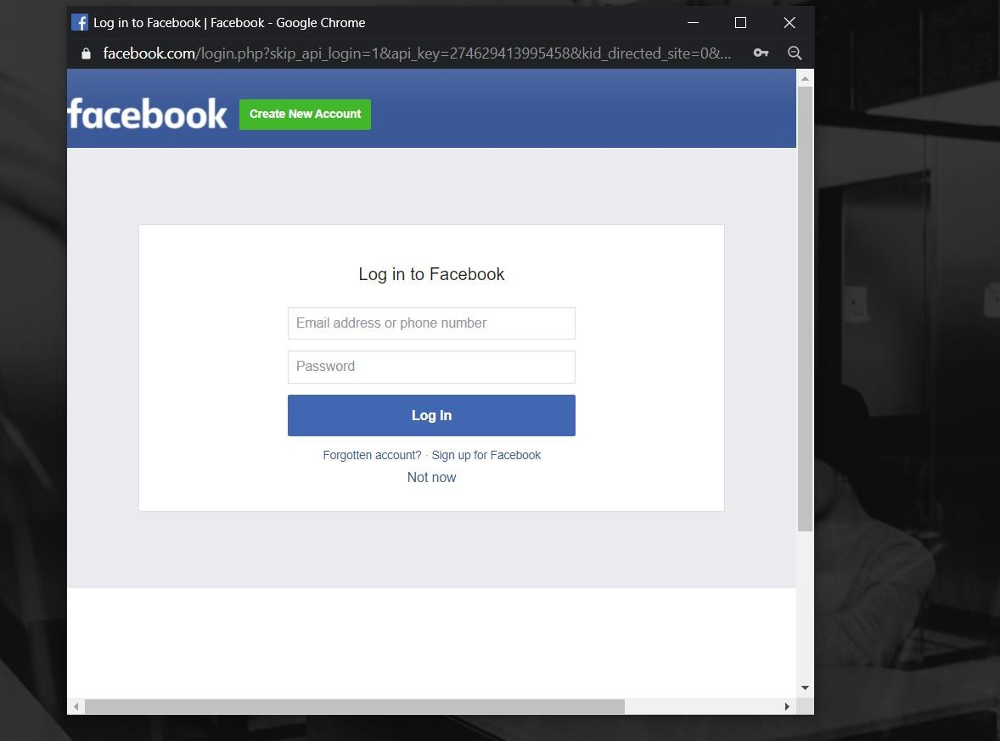 Log in to Facebook | Facebook - Google Chrome
facebook.com/login.php?skip_api_login=1&api_key=274629413995458&kid_directed_site=0&...
facebook Create New Account
Log in to Facebook
Email address or phone number
Password
Log In
Forgotten account? · Sign up for Facebook
Not now